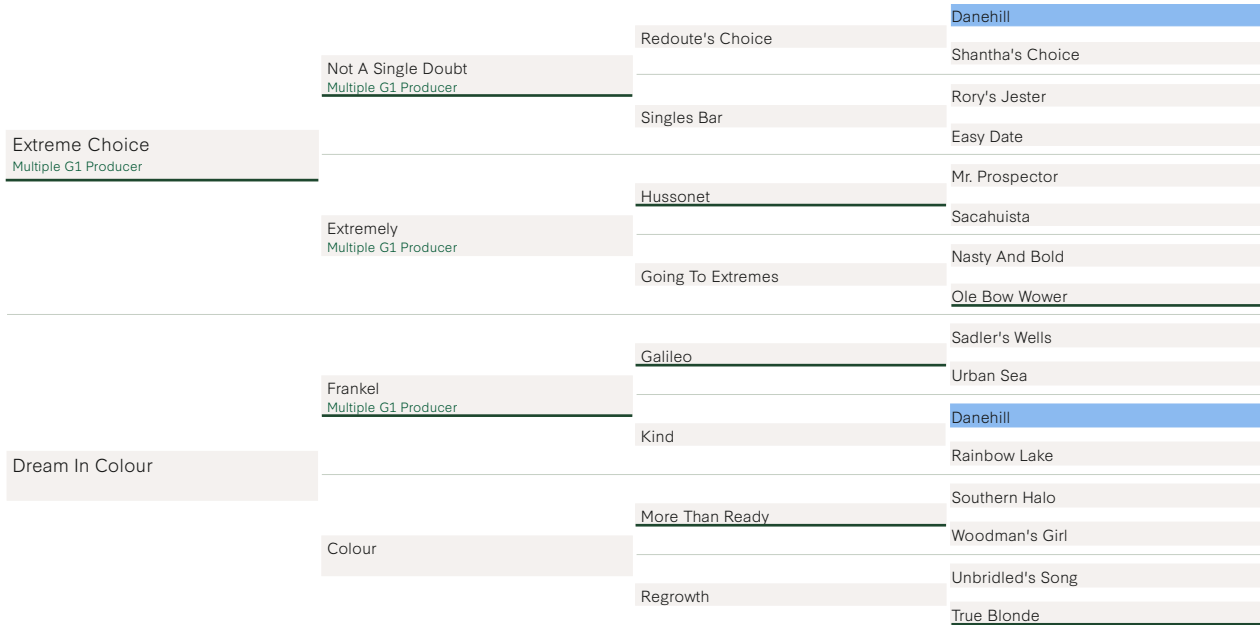 Extreme Choice
Multiple G1 Producer
Dream In Colour
Not A Single Doubt
Multiple G1 Producer
Extremely
Multiple G1 Producer
Frankel
Multiple G1 Producer
Colour
Redoute's Choice
Singles Bar
Hussonet
Going To Extremes
Galileo
Kind
More Than Ready
Regrowth
Danehill
Shantha's Choice
Rory's Jester
Easy Date
Mr. Prospector
Sacahuista
Nasty And Bold
Ole Bow Wower
Sadler's Wells
Urban Sea
Danehill
Rainbow Lake
Southern Halo
Woodman's Girl
Unbridled's Song
True Blonde